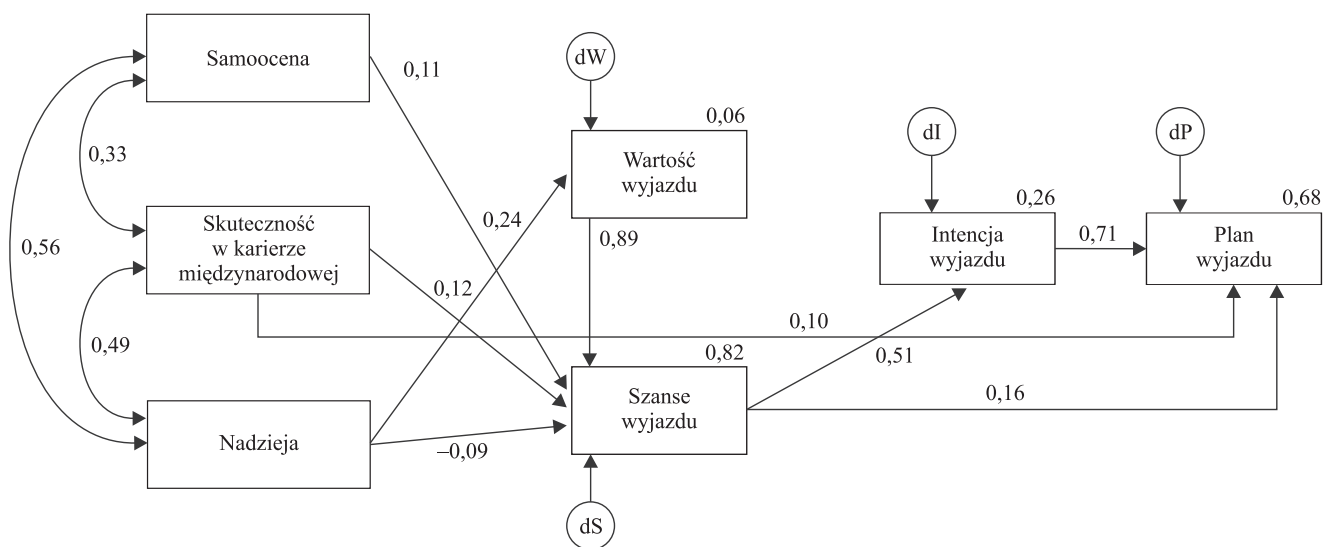 Samoocena
0,11
dW
0,06
Wartość
wyjazdu
dI
0,26
Intencja
wyjazdu
dP
0,68
Plan
wyjazdu
0,33
0,56
Skuteczność
w karierze
międzynarodowej
0,24
0,89
0,71
0,12
0,10
0,49
0,82
Szanse
wyjazdu
0,51
0,16
Nadzieja
–0,09
dS